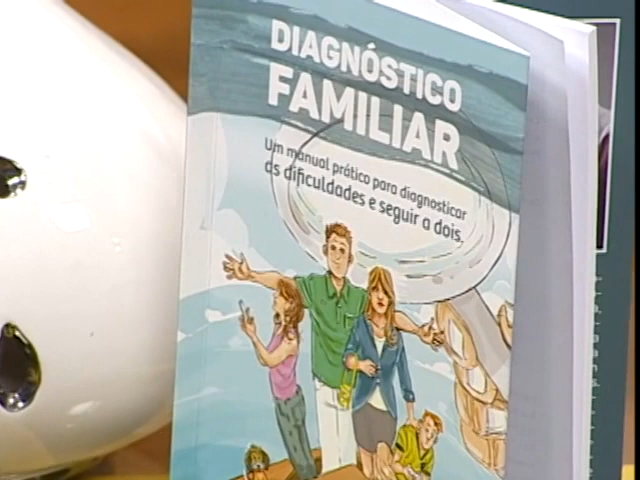 DIAGNÓSTICO
FAMILIAR
Um manual prático para diagnosticar
as dificuldades e seguir a dois.